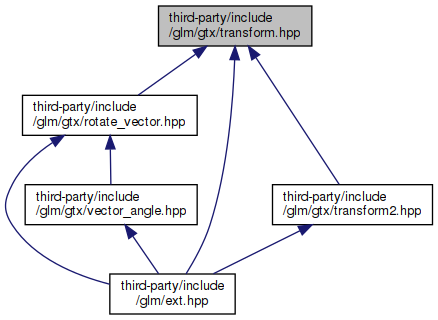 third-party/include
/glm/gtx/transform.hpp
third-party/include
/glm/gtx/rotate_vector.hpp
third-party/include
/glm/gtx/vector_angle.hpp
third-party/include
/glm/gtx/transform2.hpp
third-party/include
/glm/ext.hpp